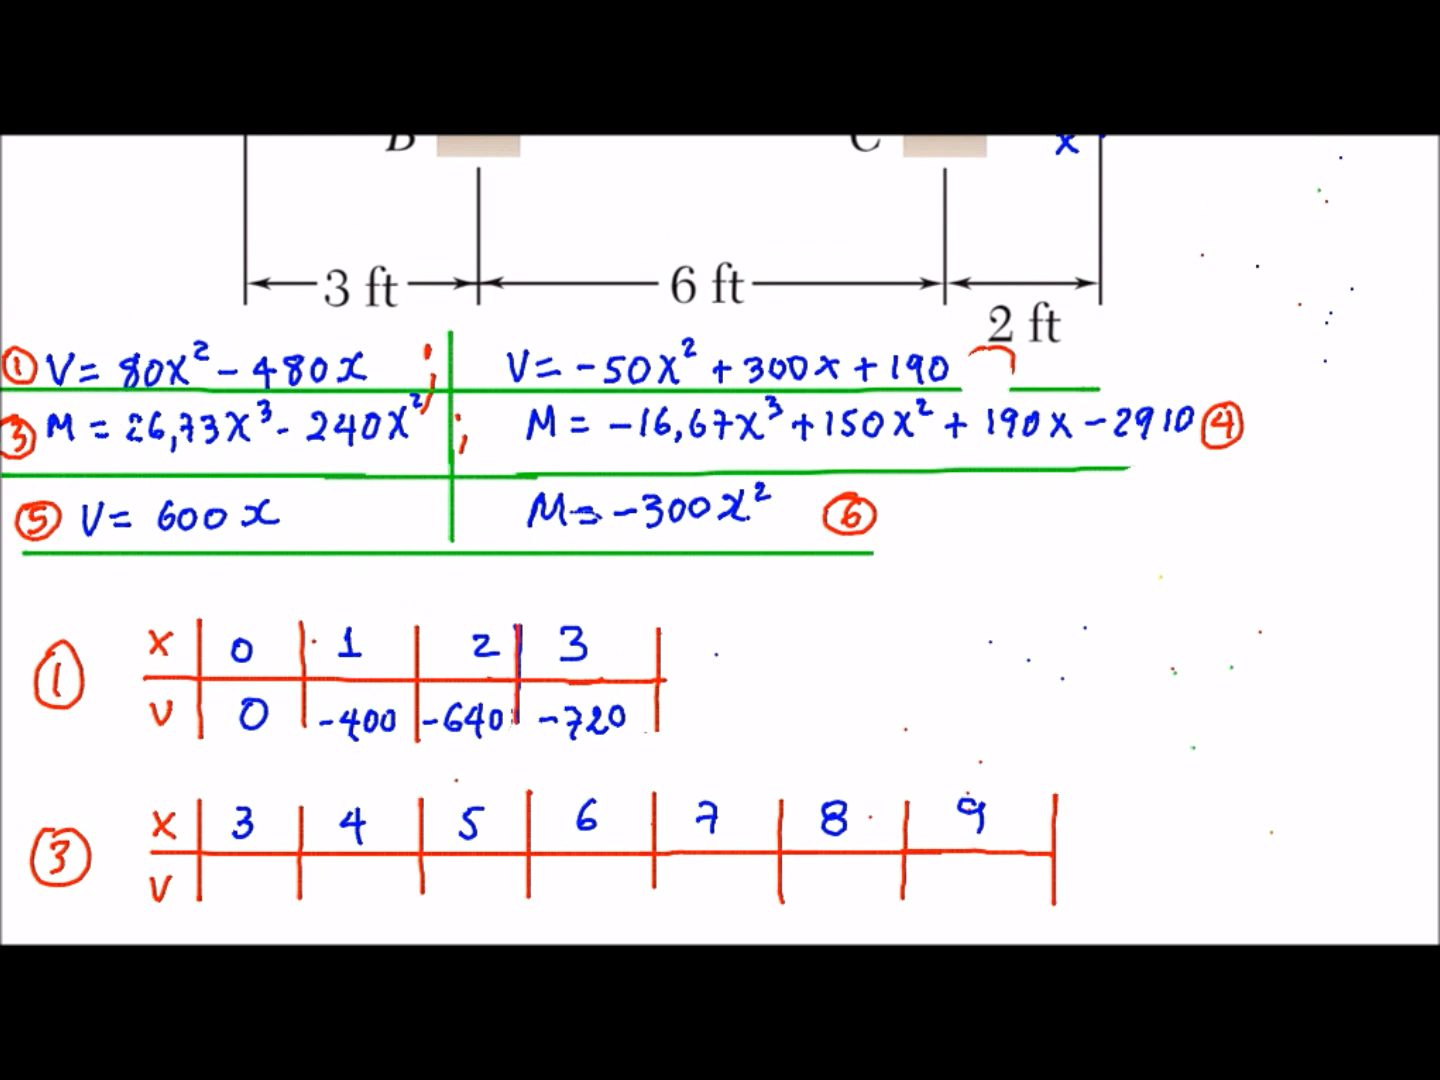 B C x
3 ft 6 ft
2 ft
① V = 80x² - 480x ; V = -50x² + 300x + 190
③ M = 26,73x³ - 240x² ; M = -16,67x³ + 150x² + 190x - 2910 ④
⑤ V = 600x M = -300x² ⑥
① x 0 1 2 3
V 0 -400 -640 -720
③ x 3 4 5 6 7 8 9
V